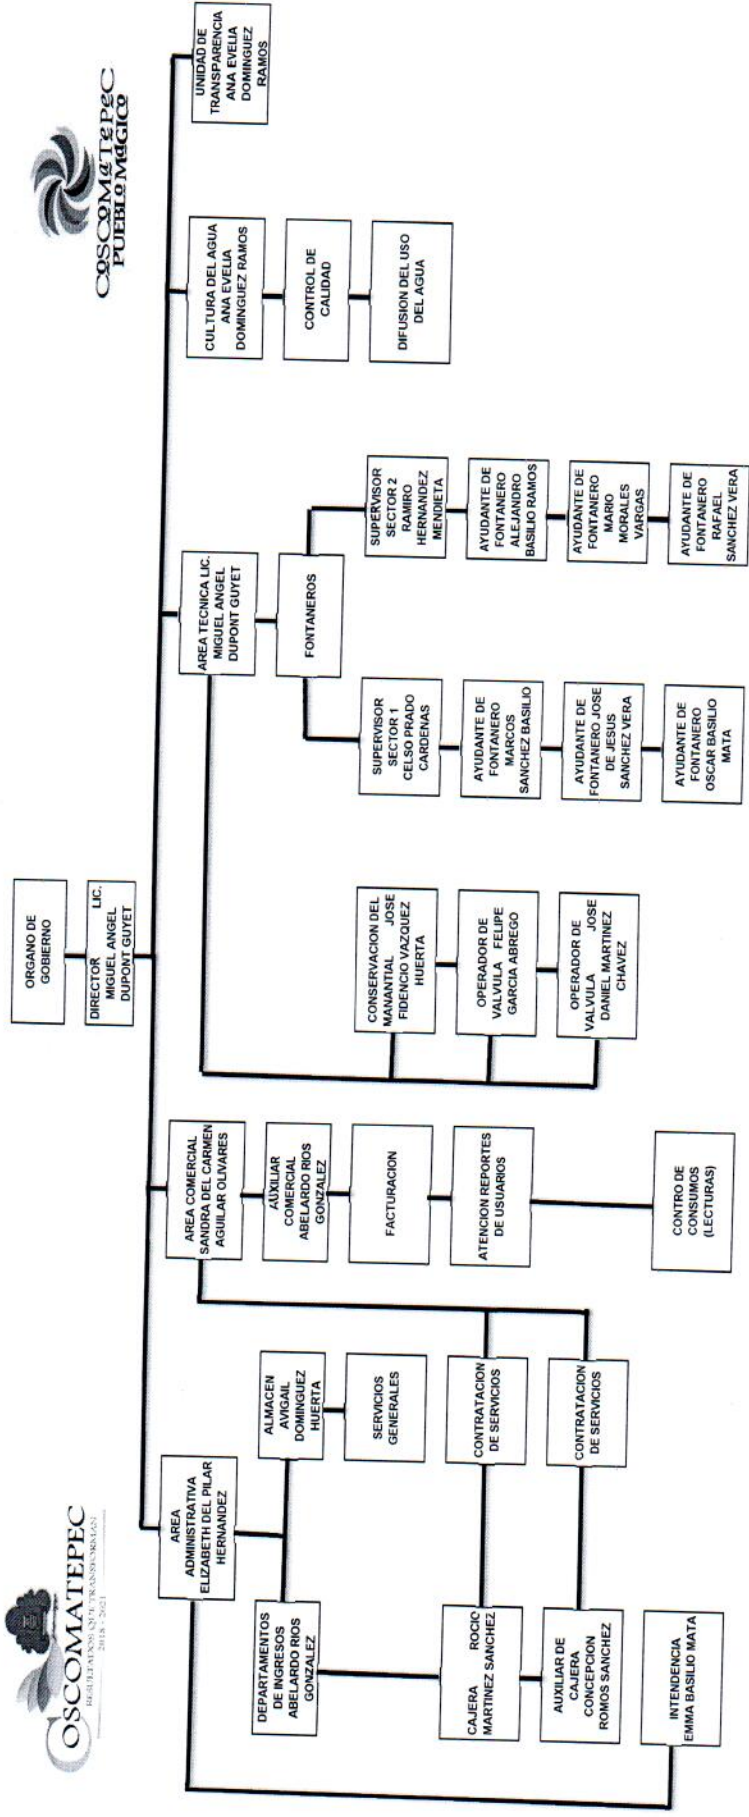 COSCOMATEPEC
RESULTADOS QUE TRANSFORMAN
2018 - 2021
CoSCoMaTePeC
PUEBLO MaGICo
ORGANO DE
GOBIERNO
DIRECTOR LIC.
MIGUEL ANGEL
DUPONT GUYET
AREA
ADMINISTRATIVA
ELIZABETH DEL PILAR
HERNANDEZ
DEPARTAMENTOS
DE INGRESOS
ABELARDO RIOS
GONZALEZ
ALMACEN
AVIGAIL
DOMINGUEZ
HUERTA
SERVICIOS
GENERALES
CAJERA ROCIO
MARTINEZ SANCHEZ
CONTRATACION
DE SERVICIOS
AUXILIAR DE
CAJERA
CONCEPCION
ROMOS SANCHEZ
CONTRATACION
DE SERVICIOS
INTENDENCIA
EMMA BASILIO MATA
AREA COMERCIAL
SANDRA DEL CARMEN
AGUILAR OLIVARES
AUXILIAR
COMERCIAL
ABELARDO RIOS
GONZALEZ
FACTURACION
ATENCION REPORTES
DE USUARIOS
CONTRO DE
CONSUMOS
(LECTURAS)
AREA TECNICA LIC.
MIGUEL ANGEL
DUPONT GUYET
CONSERVACION DEL
MANANTIAL JOSE
FIDENCIO VAZQUEZ
HUERTA
OPERADOR DE
VALVULA FELIPE
GARCIA ABREGO
OPERADOR DE
VALVULA JOSE
DANIEL MARTINEZ
CHAVEZ
FONTANEROS
SUPERVISOR
SECTOR 1
CELSO PRADO
CARDENAS
AYUDANTE DE
FONTANERO
MARCOS
SANCHEZ BASILIO
AYUDANTE DE
FONTANERO JOSE
DE JESUS
SANCHEZ VERA
AYUDANTE DE
FONTANERO
OSCAR BASILIO
MATA
SUPERVISOR
SECTOR 2
RAMIRO
HERNANDEZ
MENDIETA
AYUDANTE DE
FONTANERO
ALEJANDRO
BASILIO RAMOS
AYUDANTE DE
FONTANERO
MARIO
MORALES
VARGAS
AYUDANTE DE
FONTANERO
RAFAEL
SANCHEZ VERA
CULTURA DEL AGUA
ANA EVELIA
DOMINGUEZ RAMOS
CONTROL DE
CALIDAD
DIFUSION DEL USO
DEL AGUA
UNIDAD DE
TRANSPARENCIA
ANA EVELIA
DOMINGUEZ
RAMOS